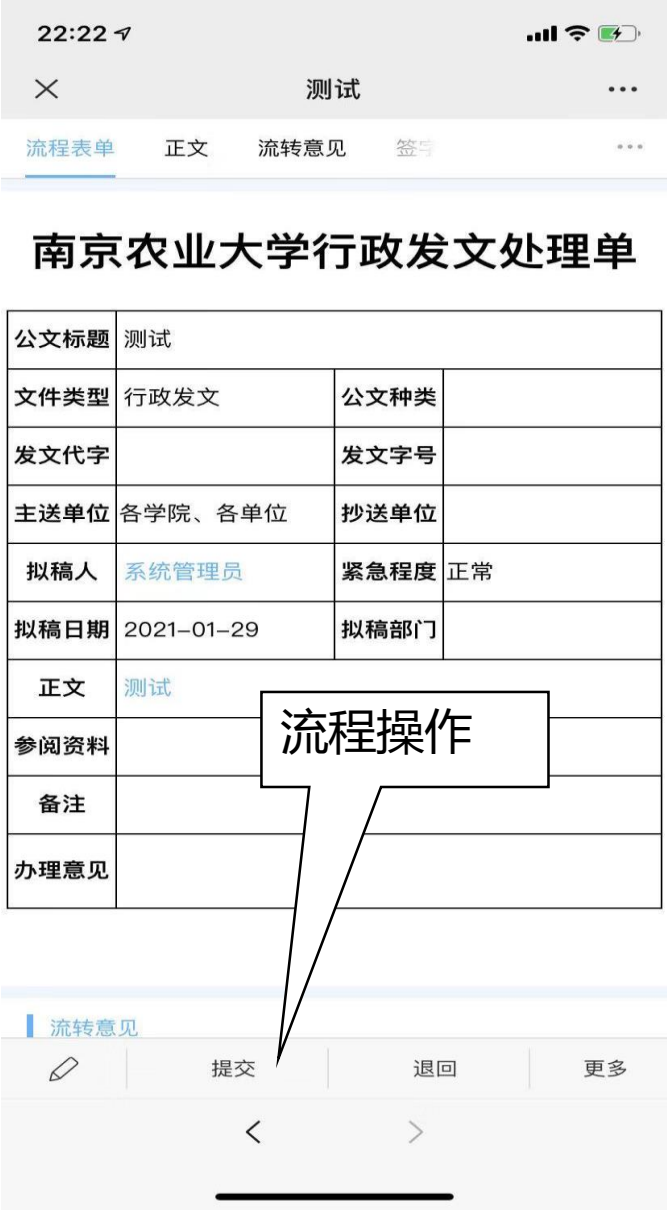 22:22
测试
流程表单 正文 流转意见 签字
南京农业大学行政发文处理单
公文标题 测试
文件类型 行政发文 公文种类
发文代字 发文字号
主送单位 各学院、各单位 抄送单位
拟稿人 系统管理员 紧急程度 正常
拟稿日期 2021-01-29 拟稿部门
正文 测试
流程操作
参阅资料
备注
办理意见
流转意见
提交 退回 更多